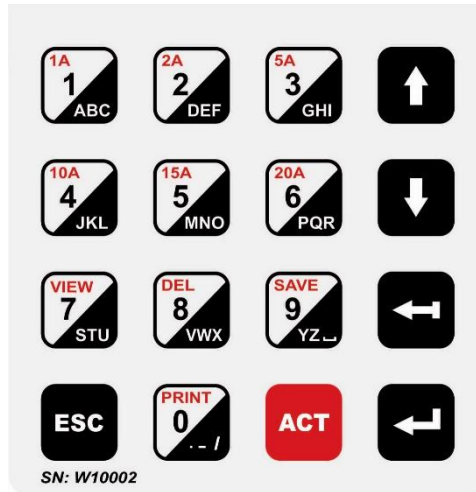 1A 2A 5A
1 2 3
ABC DEF GHI
10A 15A 20A
4 5 6
JKL MNO PQR
VIEW DEL SAVE
7 8 9
STU VWX YZ⎵
PRINT
ESC 0 ACT
. - /
SN: W10002